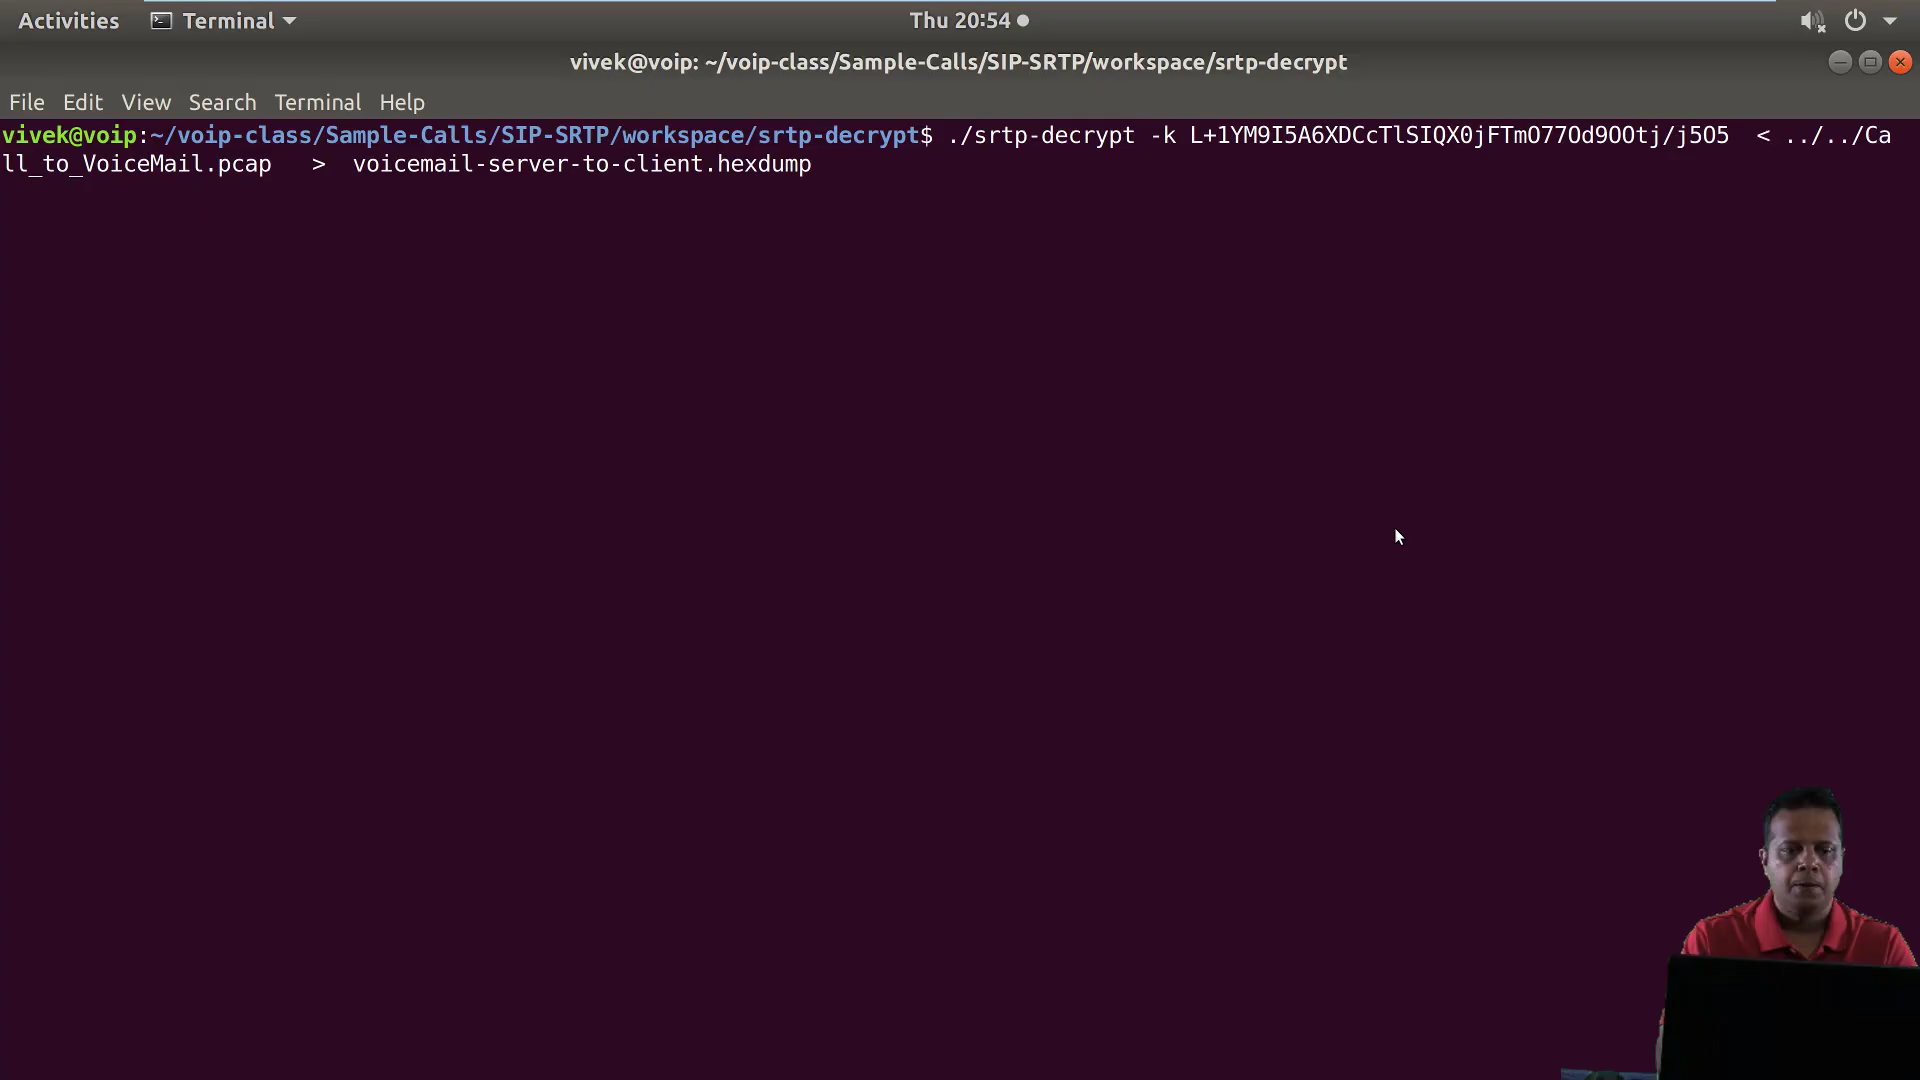 Activities Terminal Thu 20:54
vivek@voip: ~/voip-class/Sample-Calls/SIP-SRTP/workspace/srtp-decrypt
File Edit View Search Terminal Help
vivek@voip:~/voip-class/Sample-Calls/SIP-SRTP/workspace/srtp-decrypt$ ./srtp-decrypt -k L+1YM9I5A6XDCcTlSIQX0jFTmO77Od9OOtj/j5O5 < ../../Ca
ll_to_VoiceMail.pcap > voicemail-server-to-client.hexdump